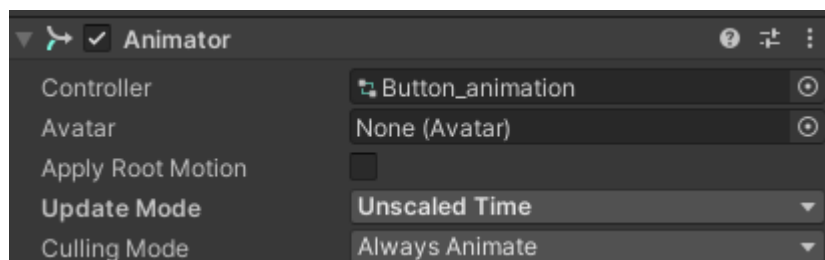 Animator
Controller Button_animation
Avatar None (Avatar)
Apply Root Motion
Update Mode Unscaled Time
Culling Mode Always Animate